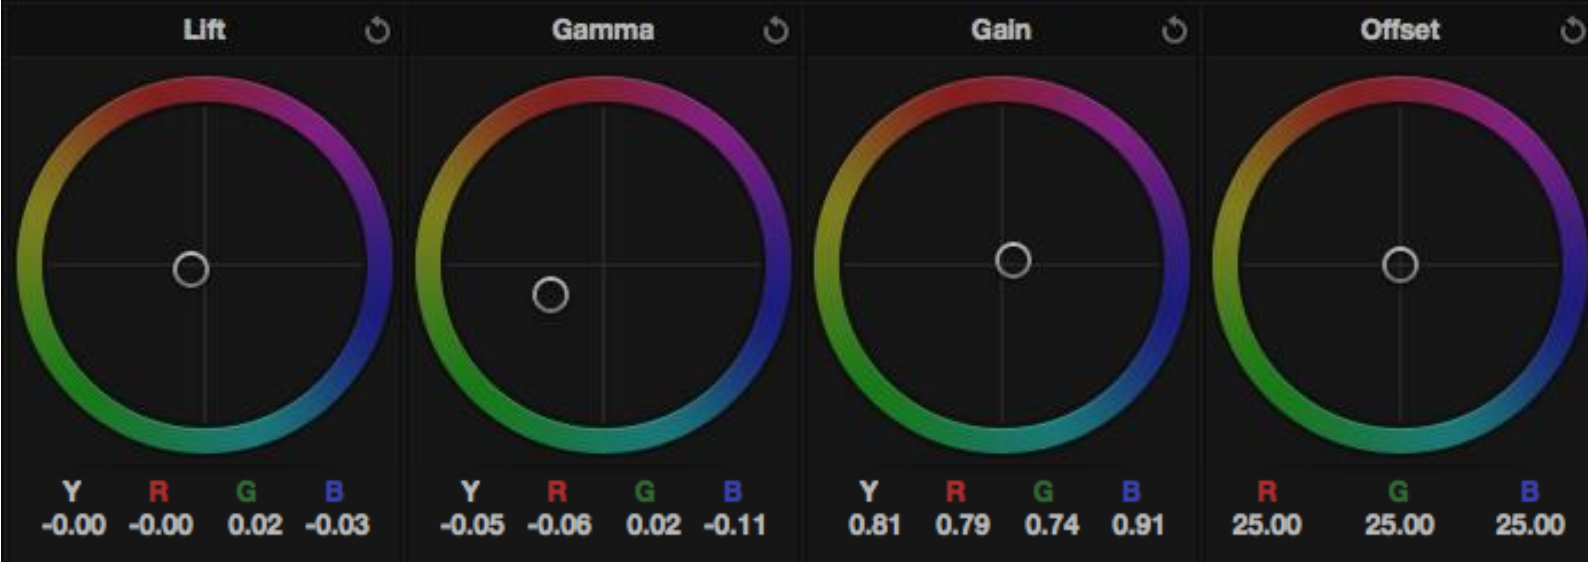 Lift Gamma Gain Offset
Y R G B Y R G B Y R G B R G B
-0.00 -0.00 0.02 -0.03 -0.05 -0.06 0.02 -0.11 0.81 0.79 0.74 0.91 25.00 25.00 25.00